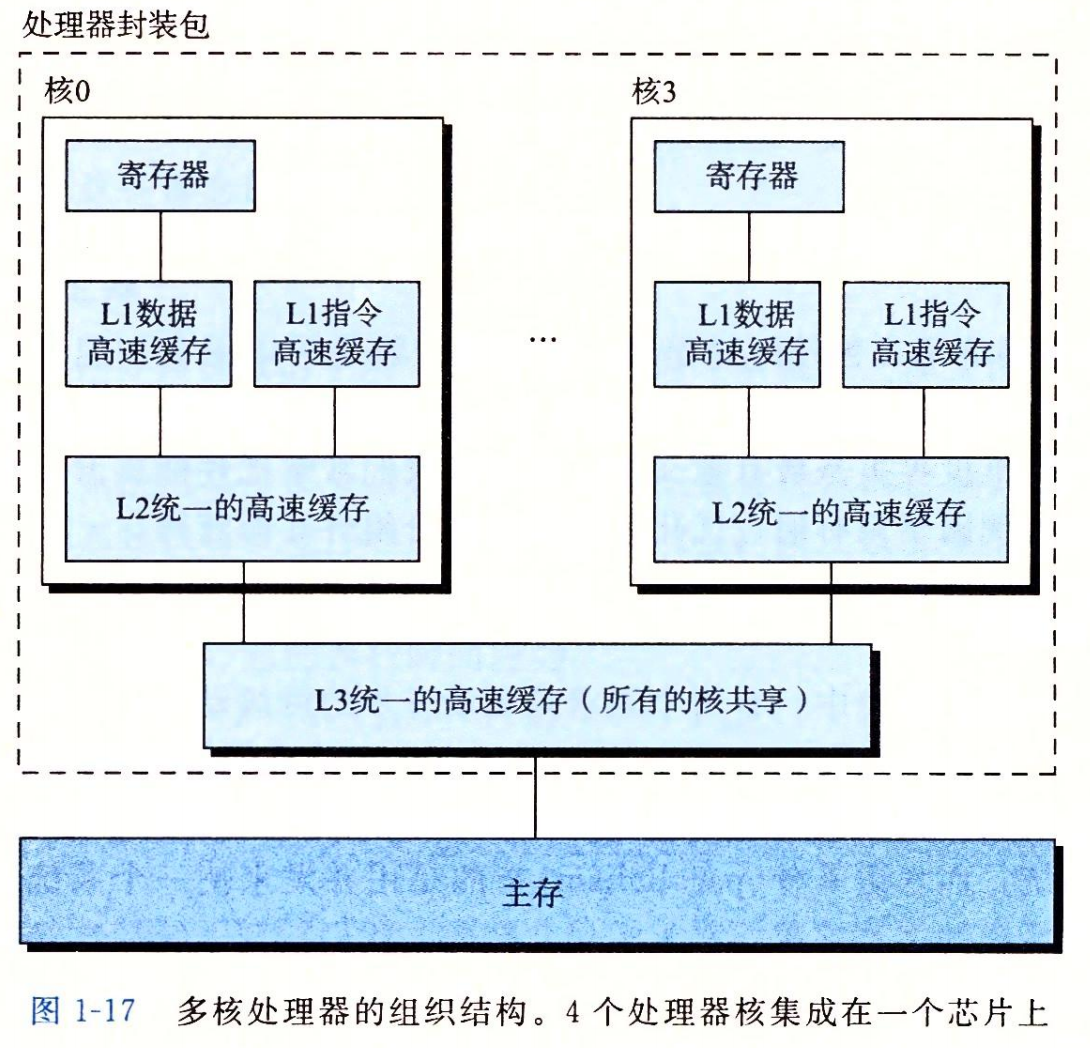 处理器封装包
核0
核3
寄存器
寄存器
L1数据
高速缓存
L1指令
高速缓存
...
L1数据
高速缓存
L1指令
高速缓存
L2统一的高速缓存
L2统一的高速缓存
L3统一的高速缓存（所有的核共享）
主存
图 1-17 多核处理器的组织结构。4 个处理器核集成在一个芯片上